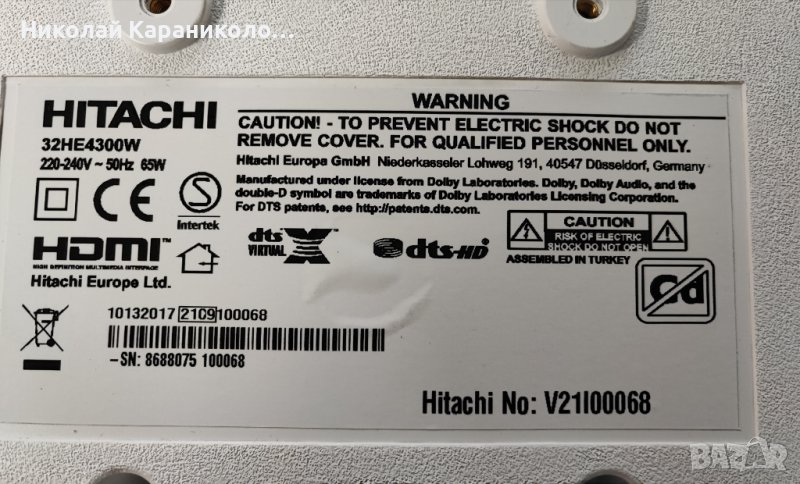 Николай Караниколо...
HITACHI
32HE4300W
220-240V ~ 50Hz 65W
CE
S
Intertek
HDMI™
HIGH DEFINITION MULTIMEDIA INTERFACE
Hitachi Europe Ltd.
WARNING
CAUTION! - TO PREVENT ELECTRIC SHOCK DO NOT
REMOVE COVER. FOR QUALIFIED PERSONNEL ONLY.
Hitachi Europa GmbH Niederkasseler Lohweg 191, 40547 Düsseldorf, Germany
Manufactured under license from Dolby Laboratories. Dolby, Dolby Audio, and the
double-D symbol are trademarks of Dolby Laboratories Licensing Corporation.
For DTS patents, see http://patents.dts.com.
dts X
VIRTUAL
dts-HD
CAUTION
RISK OF ELECTRIC
SHOCK DO NOT OPEN
ASSEMBLED IN TURKEY
Pb
10132017 2109 100068
-SN: 8688075 100068
Hitachi No: V21I00068
BAZAR